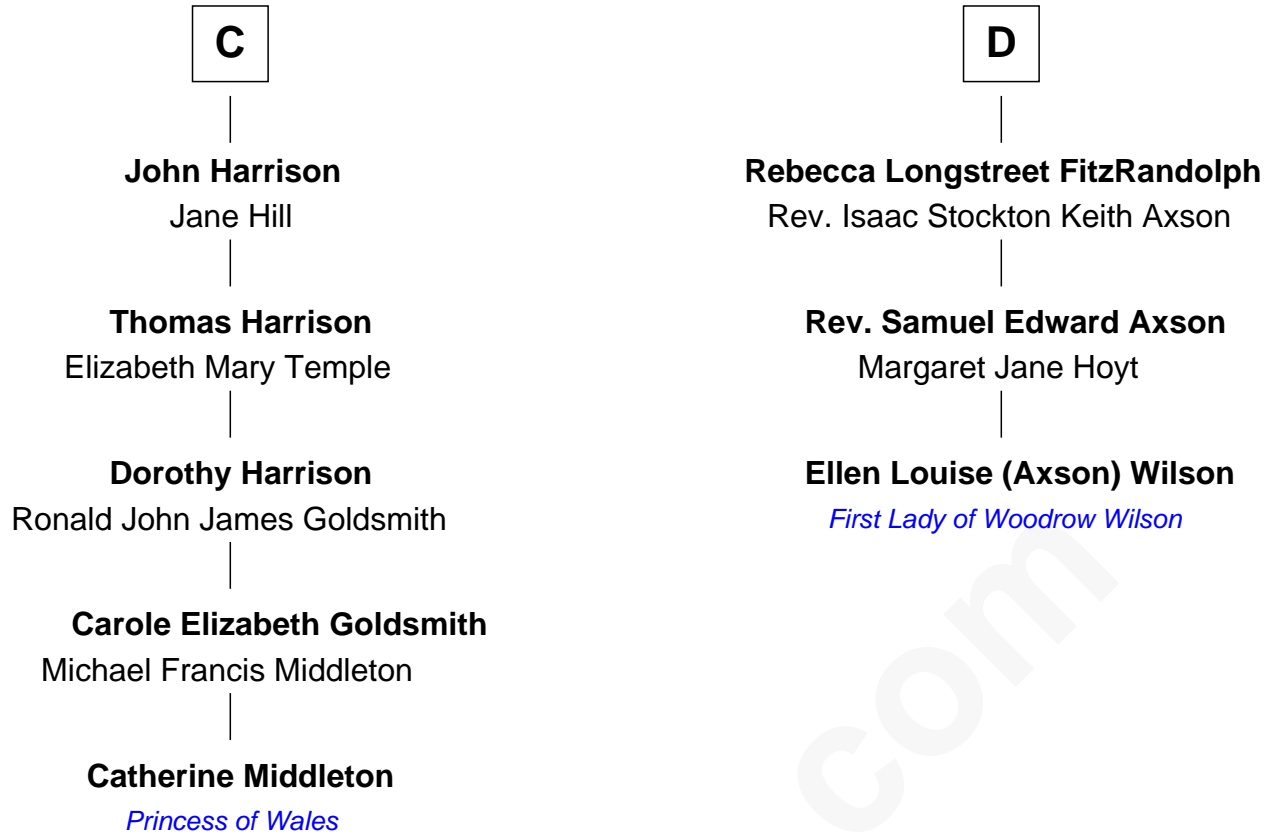 C
John Harrison
Jane Hill
Thomas Harrison
Elizabeth Mary Temple
Dorothy Harrison
Ronald John James Goldsmith
Carole Elizabeth Goldsmith
Michael Francis Middleton
Catherine Middleton
Princess of Wales
D
Rebecca Longstreet FitzRandolph
Rev. Isaac Stockton Keith Axson
Rev. Samuel Edward Axson
Margaret Jane Hoyt
Ellen Louise (Axson) Wilson
First Lady of Woodrow Wilson
com